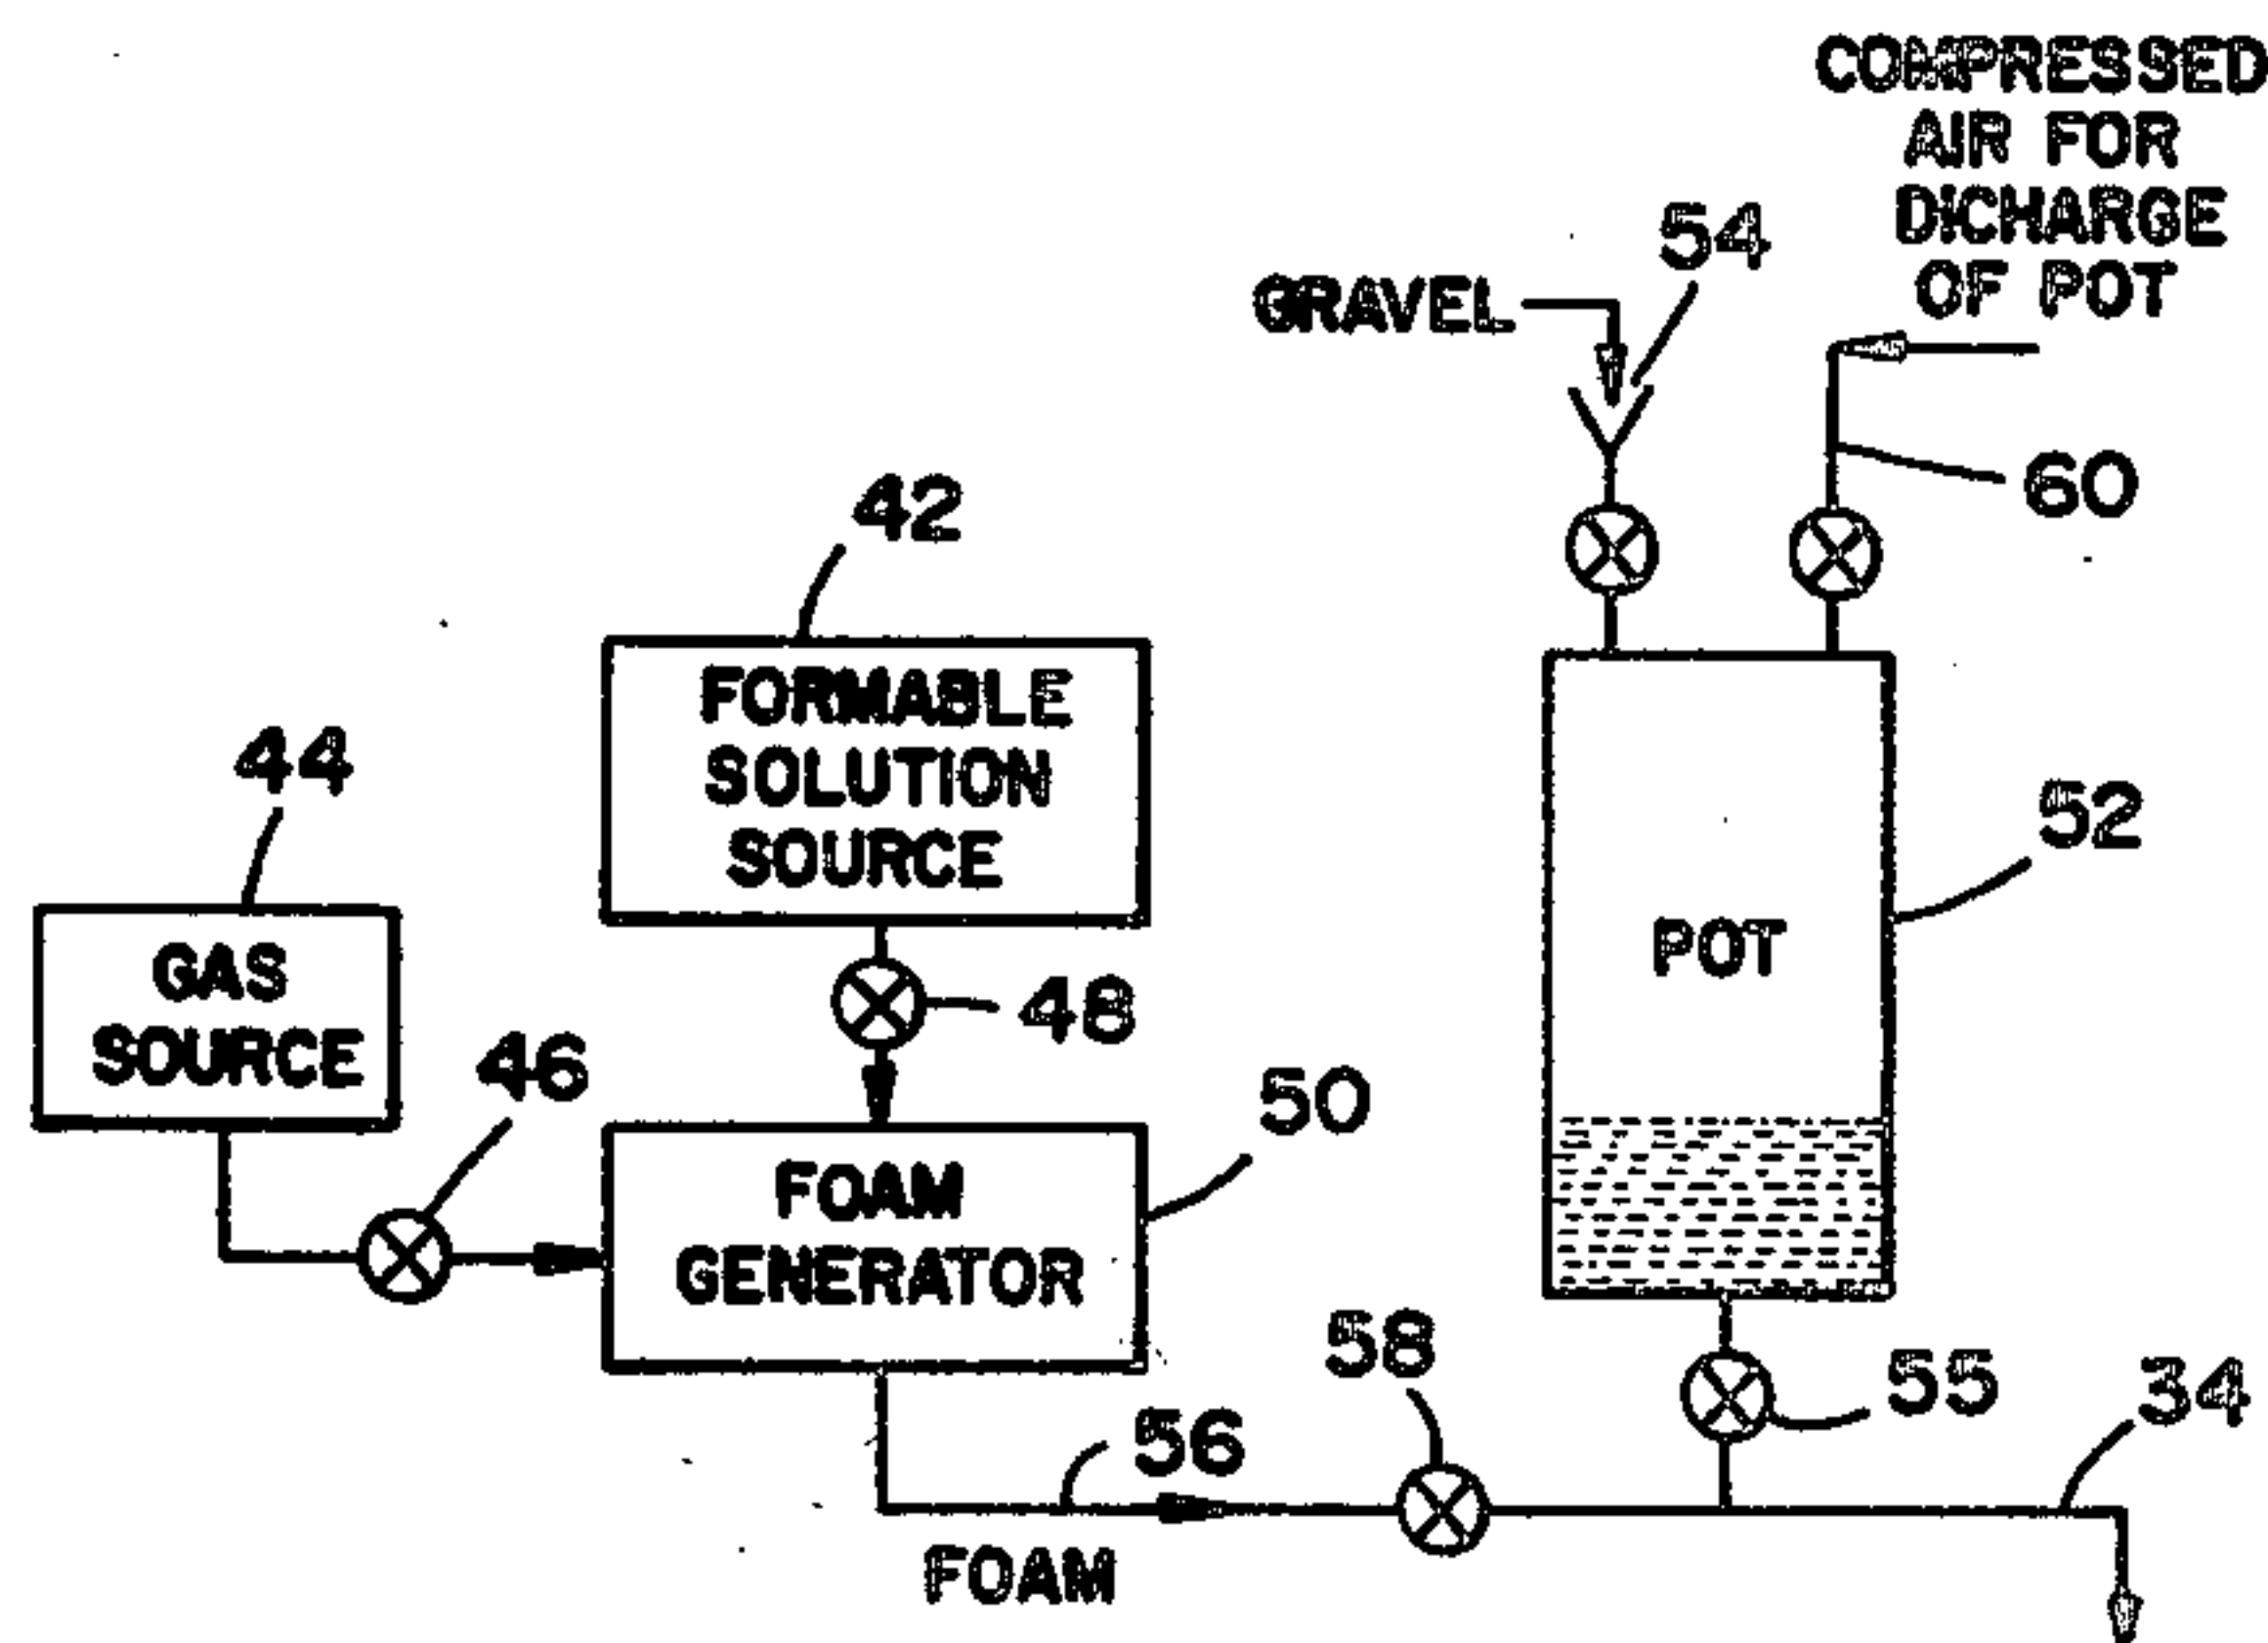 COMPRESSED
AIR FOR
DICHARGE
OF POT
54
GRAVEL
60
42
FORMABLE
SOLUTION
SOURCE
44
GAS
SOURCE
48
46
52
POT
50
FOAM
GENERATOR
58
55
34
56
FOAM